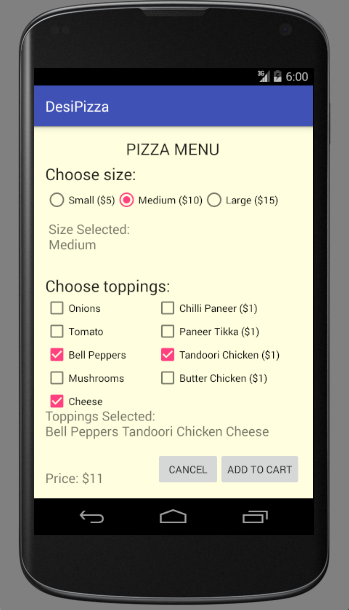 3G 6:00
DesiPizza
PIZZA MENU
Choose size:
Small ($5) Medium ($10) Large ($15)
Size Selected:
Medium
Choose toppings:
Onions Chilli Paneer ($1)
Tomato Paneer Tikka ($1)
Bell Peppers Tandoori Chicken ($1)
Mushrooms Butter Chicken ($1)
Cheese
Toppings Selected:
Bell Peppers Tandoori Chicken Cheese
Price: $11 CANCEL ADD TO CART